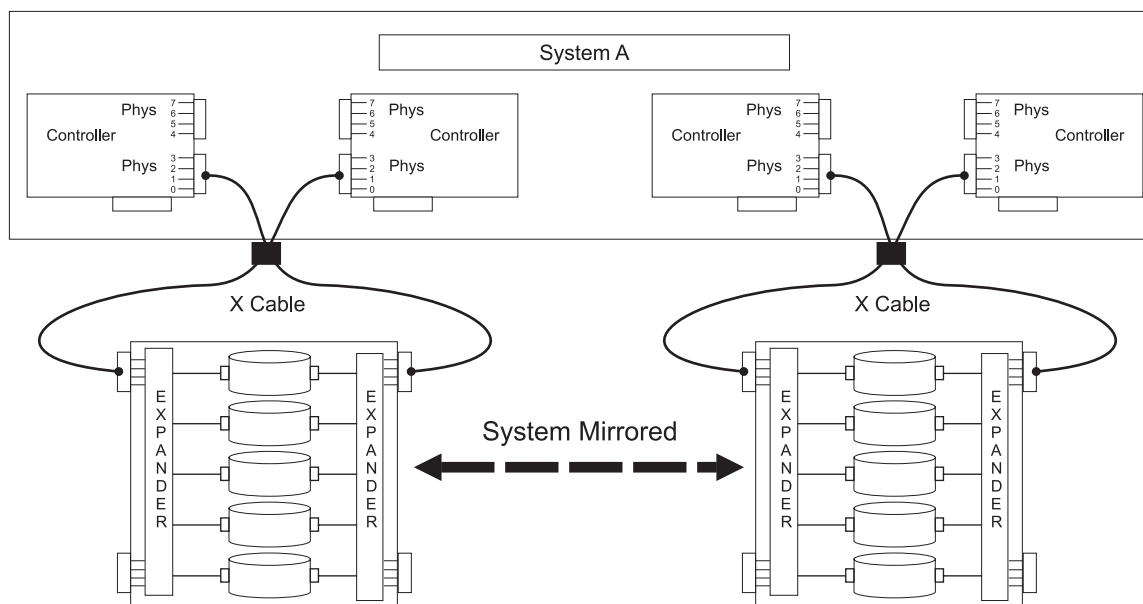 System A
7
6
5
4
Phys
Controller
Phys
3
2
1
0
7
6
5
4
Phys
Controller
Phys
3
2
1
0
7
6
5
4
Phys
Controller
Phys
3
2
1
0
7
6
5
4
Phys
Controller
Phys
3
2
1
0
X Cable
X Cable
EXPANDER
EXPANDER
System Mirrored
EXPANDER
EXPANDER